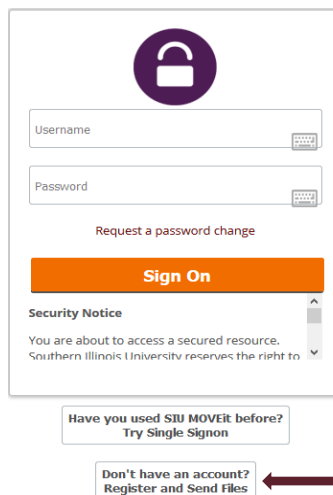 Username
Password
Request a password change
Sign On
Security Notice
You are about to access a secured resource.
Southern Illinois University reserves the right to
Have you used SIU MOVEit before?
Try Single Signon
Don't have an account?
Register and Send Files